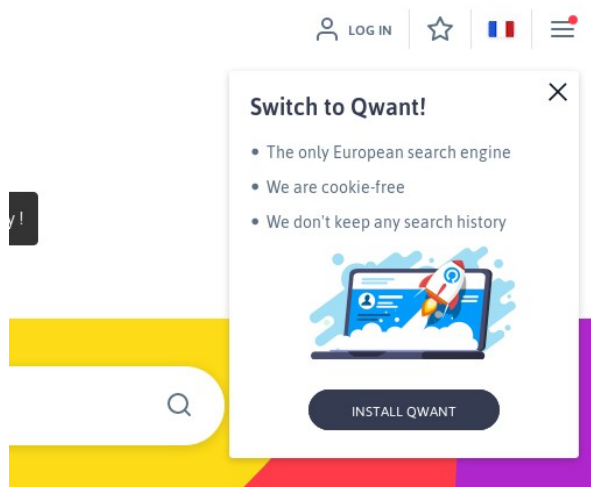 LOG IN
Switch to Qwant!
• The only European search engine
• We are cookie-free
• We don't keep any search history
y !
INSTALL QWANT